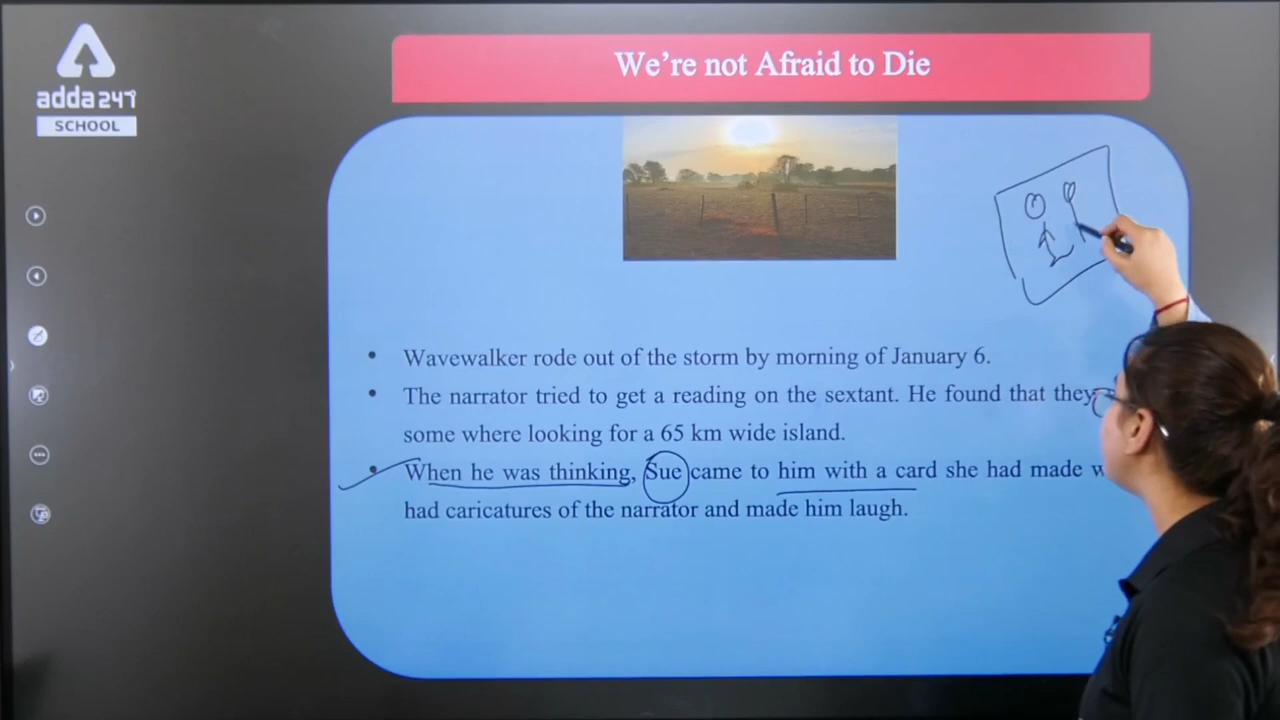 We're not Afraid to Die
adda247
SCHOOL
• Wavewalker rode out of the storm by morning of January 6.
• The narrator tried to get a reading on the sextant. He found that they
some where looking for a 65 km wide island.
• When he was thinking, Sue came to him with a card she had made
had caricatures of the narrator and made him laugh.